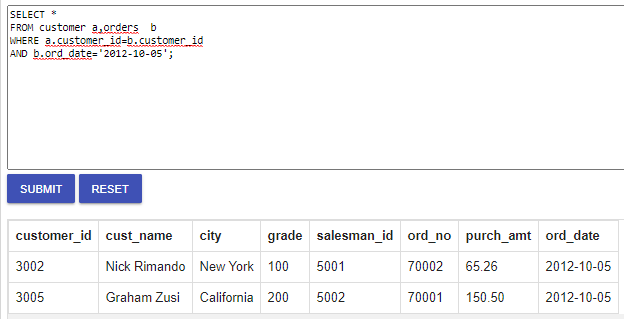 SELECT *
FROM customer a,orders  b
WHERE a.customer_id=b.customer_id
AND b.ord_date='2012-10-05';
SUBMIT RESET
customer_id cust_name city grade salesman_id ord_no purch_amt ord_date
3002 Nick Rimando New York 100 5001 70002 65.26 2012-10-05
3005 Graham Zusi California 200 5002 70001 150.50 2012-10-05